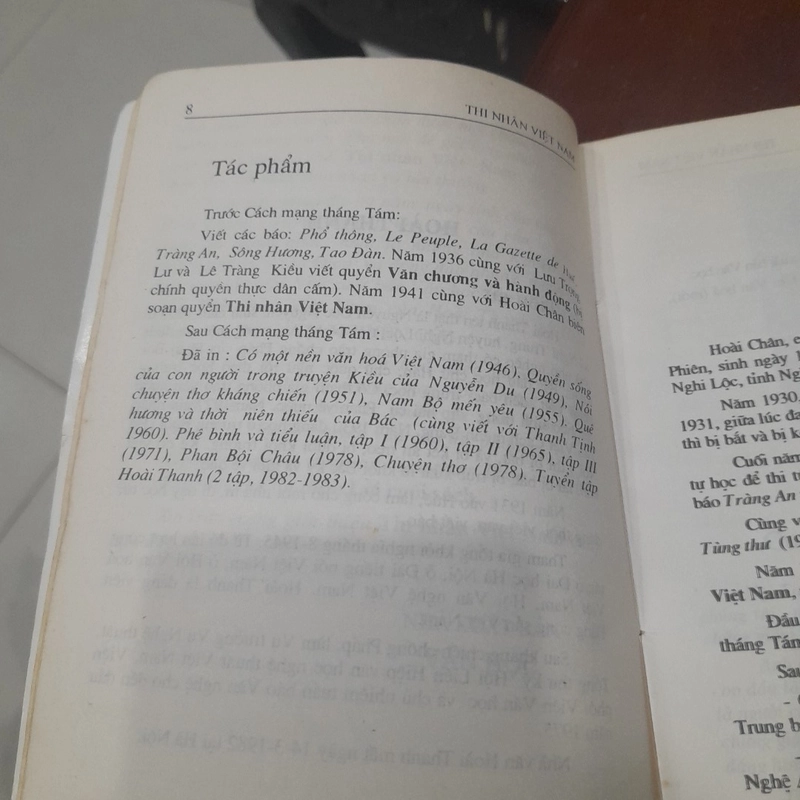 8
THI NHÂN VIỆT NAM
Tác phẩm
Trước Cách mạng tháng Tám:
Viết các báo: Phổ thông, Le Peuple, La Gazette de
Tràng An, Sông Hương, Tao Đàn. Năm 1936 cùng với Lưu Trọng
Lư và Lê Tràng Kiều viết quyển Văn chương và hành động (bị
chính quyền thực dân cấm). Năm 1941 cùng với Hoài Chân biên
soạn quyển Thi nhân Việt Nam.
Sau Cách mạng tháng Tám :
Đã in : Có một nền văn hoá Việt Nam (1946), Quyền sống
của con người trong truyện Kiều của Nguyễn Du (1949), Nói
chuyện thơ kháng chiến (1951), Nam Bộ mến yêu (1955). Quê
hương và thời niên thiếu của Bác (cùng viết với Thanh Tịnh
1960). Phê bình và tiểu luận, tập I (1960), tập II (1965), tập III
(1971), Phan Bội Châu (1978), Chuyện thơ (1978). Tuyển tập
Hoài Thanh (2 tập, 1982-1983).
Hoài Chân,
Phiên, sinh ngày
Nghi Lộc, tỉnh
Năm 1930.
1931, giữa lúc
thì bị bắt và bị
Cuối năm
tự học để thi
báo Tràng An
Cùng
Tùng thư
Năm
Việt Nam,
Đầu
tháng Tám
Sau
-
Trung
-
Nghệ